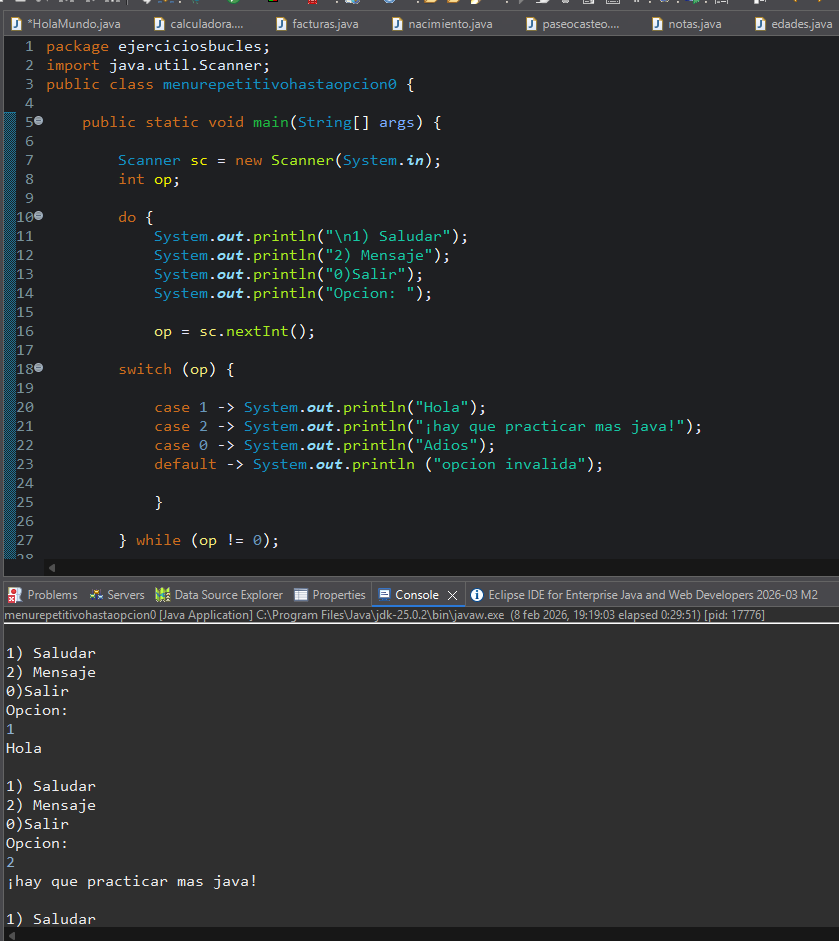 *HolaMundo.java calculadora.... facturas.java nacimiento.java paseocasteo.... notas.java edades.java
1 package ejerciciosbucles;
2 import java.util.Scanner;
3 public class menurepetitivohastaopcion0 {
4
5 public static void main(String[] args) {
6
7 Scanner sc = new Scanner(System.in);
8 int op;
9
10 do {
11 System.out.println("\n1) Saludar");
12 System.out.println("2) Mensaje");
13 System.out.println("0)Salir");
14 System.out.println("Opcion: ");
15
16 op = sc.nextInt();
17
18 switch (op) {
19
20 case 1 -> System.out.println("Hola");
21 case 2 -> System.out.println("¡hay que practicar mas java!");
22 case 0 -> System.out.println("Adios");
23 default -> System.out.println ("opcion invalida");
24
25 }
26
27 } while (op != 0);
28
Problems Servers Data Source Explorer Properties Console Eclipse IDE for Enterprise Java and Web Developers 2026-03 M2
menurepetitivohastaopcion0 [Java Application] C:\Program Files\Java\jdk-25.0.2\bin\javaw.exe (8 feb 2026, 19:19:03 elapsed 0:29:51) [pid: 17776]
1) Saludar
2) Mensaje
0)Salir
Opcion:
1
Hola
1) Saludar
2) Mensaje
0)Salir
Opcion:
2
¡hay que practicar mas java!
1) Saludar